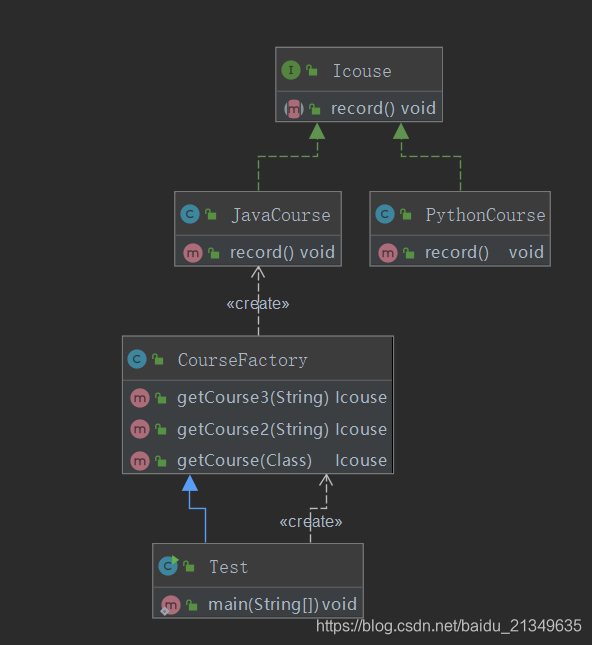 I Icouse
m record() void
C JavaCourse
m record() void
C PythonCourse
m record() void
«create»
C CourseFactory
m getCourse3(String) Icouse
m getCourse2(String) Icouse
m getCourse(Class) Icouse
«create»
C Test
m main(String[]) void
https://blog.csdn.net/baidu_21349635